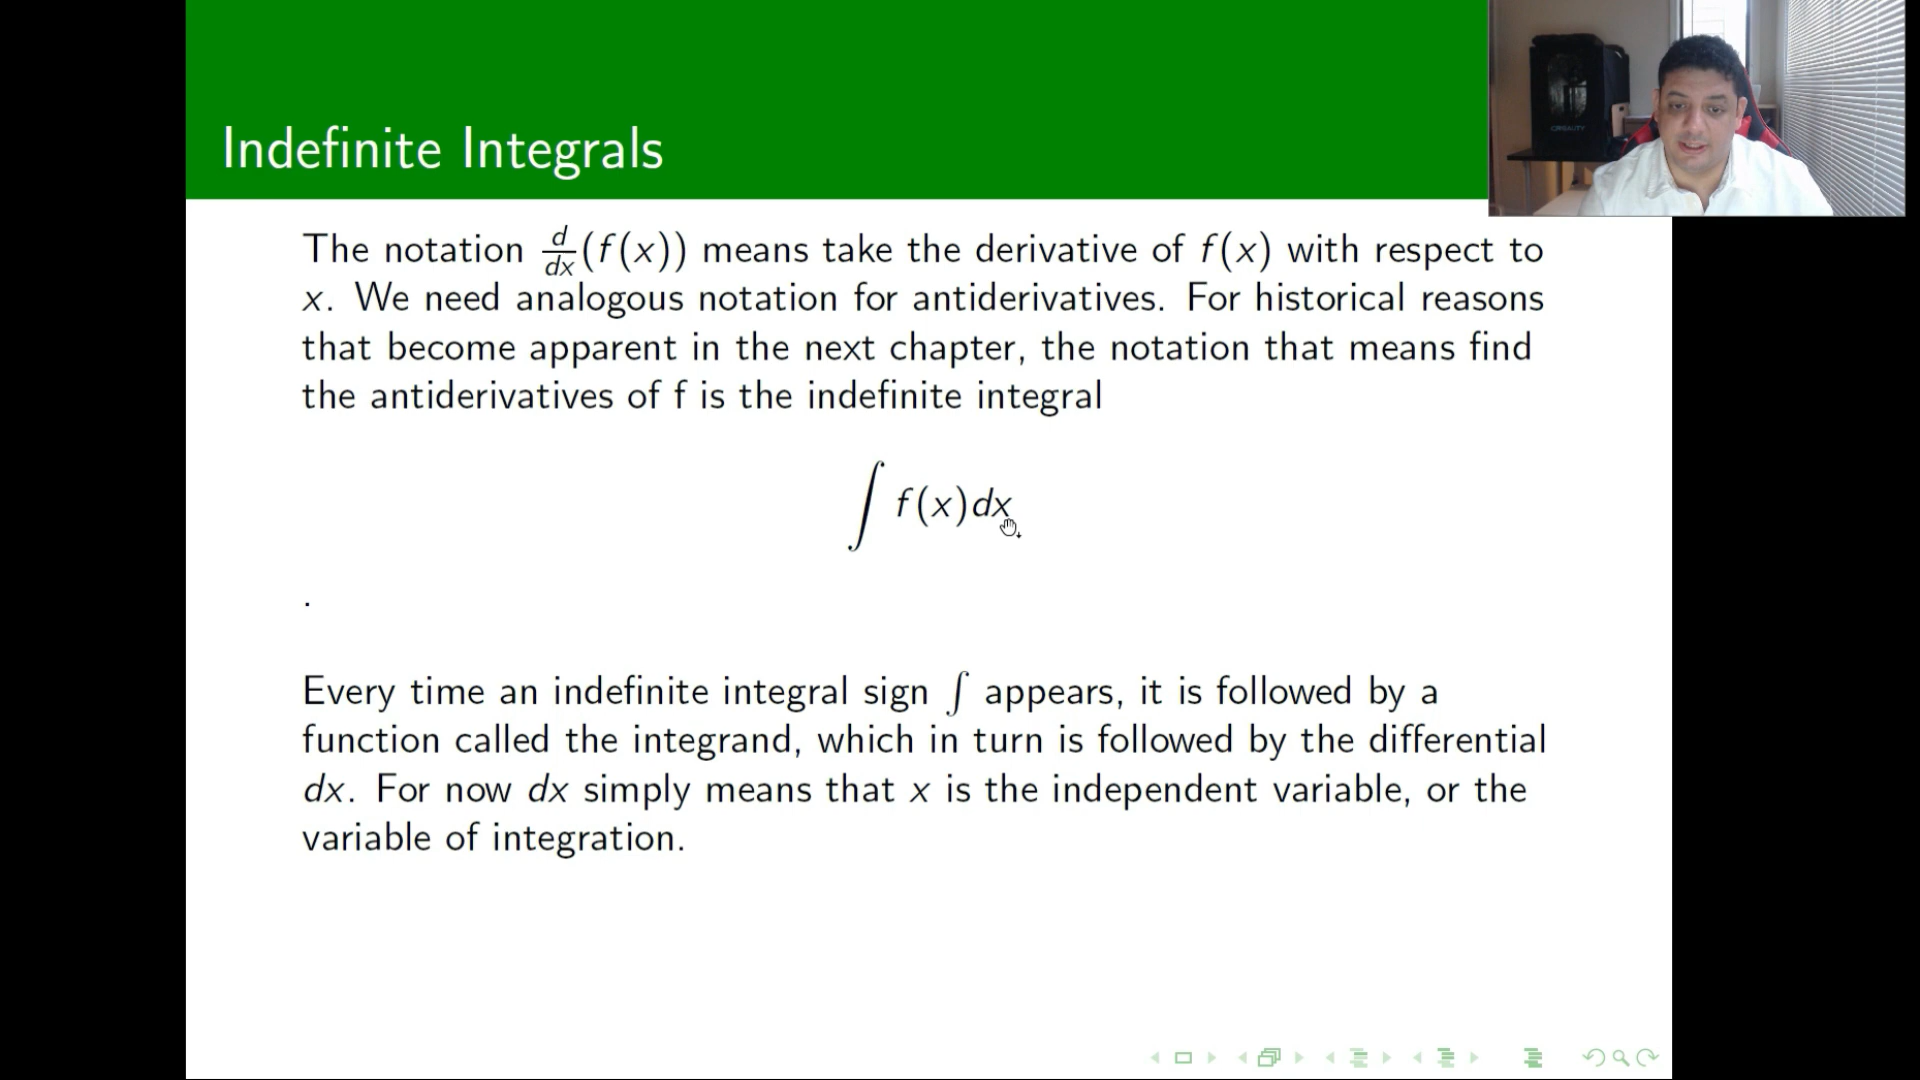 Indefinite Integrals
CREALITY
The notation d/dx (f(x)) means take the derivative of f(x) with respect to
x. We need analogous notation for antiderivatives. For historical reasons
that become apparent in the next chapter, the notation that means find
the antiderivatives of f is the indefinite integral
∫ f(x)dx
.
Every time an indefinite integral sign ∫ appears, it is followed by a
function called the integrand, which in turn is followed by the differential
dx. For now dx simply means that x is the independent variable, or the
variable of integration.